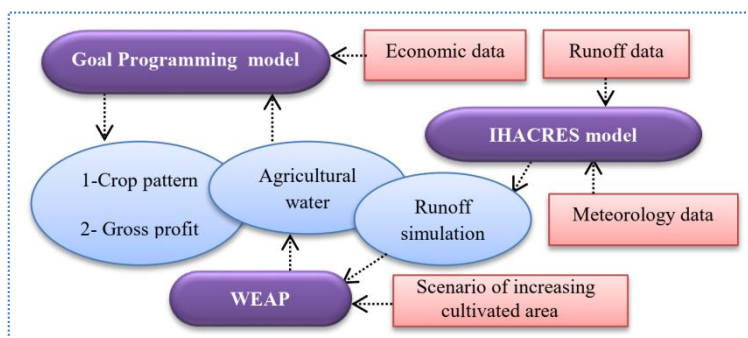 Goal Programming model
Economic data
Runoff data
IHACRES model
1-Crop pattern
2- Gross profit
Agricultural
water
Runoff
simulation
Meteorology data
WEAP
Scenario of increasing
cultivated area